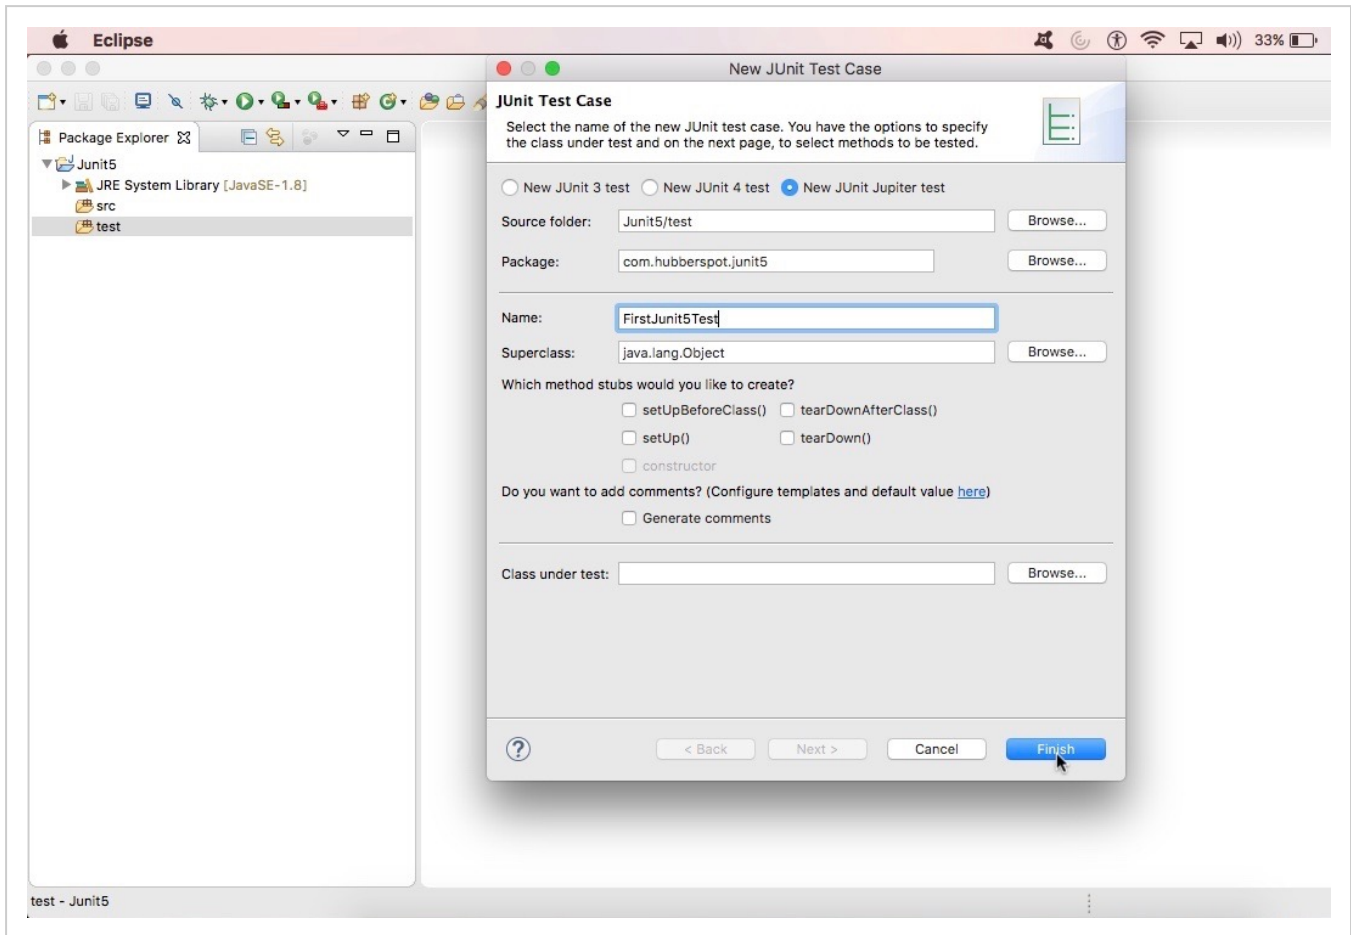 Eclipse
33%
New JUnit Test Case
JUnit Test Case
Select the name of the new JUnit test case. You have the options to specify
the class under test and on the next page, to select methods to be tested.
Package Explorer
Junit5
JRE System Library [JavaSE-1.8]
src
test
New JUnit 3 test New JUnit 4 test New JUnit Jupiter test
Source folder: Junit5/test Browse...
Package: com.hubberspot.junit5 Browse...
Name: FirstJunit5Test
Superclass: java.lang.Object Browse...
Which method stubs would you like to create?
setUpBeforeClass() tearDownAfterClass()
setUp() tearDown()
constructor
Do you want to add comments? (Configure templates and default value here)
Generate comments
Class under test: Browse...
? < Back Next > Cancel Finish
test - Junit5